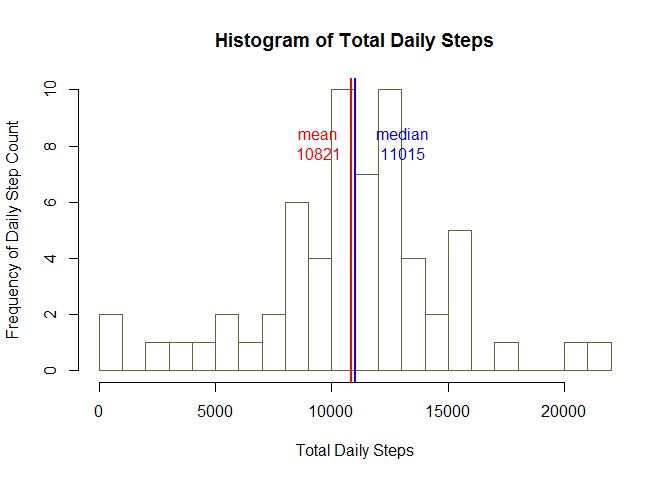 Histogram of Total Daily Steps
Frequency of Daily Step Count
10
8
6
4
2
0
mean
10821
median
11015
0 5000 10000 15000 20000
Total Daily Steps